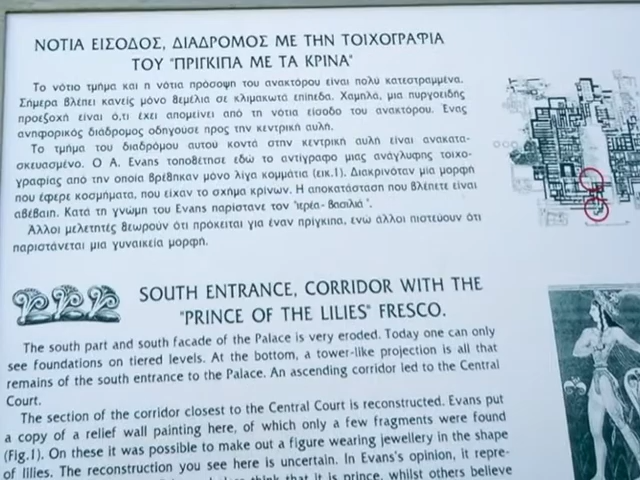 ΝΟΤΙΑ ΕΙΣΟΔΟΣ, ΔΙΑΔΡΟΜΟΣ ΜΕ ΤΗΝ ΤΟΙΧΟΓΡΑΦΙΑ
ΤΟΥ "ΠΡΙΓΚΙΠΑ ΜΕ ΤΑ ΚΡΙΝΑ"
Το νότιο τμήμα και η νότια πρόσοψη του ανακτόρου είναι πολύ κατεστραμμένα.
Σήμερα βλέπει κανείς μόνο θεμέλια σε κλιμακωτά επίπεδα. Χαμηλά, μια πυργοειδής
προεξοχή είναι ό,τι έχει απομείνει από τη νότια είσοδο του ανακτόρου. Ενας
ανηφορικός διάδρομος οδηγούσε προς την κεντρική αυλή.
Το τμήμα του διαδρόμου αυτού κοντά στην κεντρική αυλή είναι ανακατα-
σκευασμένο. Ο Α. Evans τοποθέτησε εδώ το αντίγραφο μιας ανάγλυφης τοιχο-
γραφίας από την οποία βρέθηκαν μόνο λίγα κομμάτια (εικ.1). Διακρινόταν μια μορφή
που έφερε κοσμήματα, που είχαν το σχήμα κρίνων. Η αποκατάσταση που βλέπετε είναι
αβέβαιη. Κατά τη γνώμη του Evans παρίστανε τον "ιερέα- βασιλιά".
Άλλοι μελετητές θεωρούν ότι πρόκειται για έναν πρίγκιπα, ενώ άλλοι πιστεύουν ότι
παριστάνεται μια γυναικεία μορφή.
SOUTH ENTRANCE, CORRIDOR WITH THE
"PRINCE OF THE LILIES" FRESCO.
The south part and south facade of the Palace is very eroded. Today one can only
see foundations on tiered levels. At the bottom, a tower-like projection is all that
remains of the south entrance to the Palace. An ascending corridor led to the Central
Court.
The section of the corridor closest to the Central Court is reconstructed. Evans put
a copy of a relief wall painting here, of which only a few fragments were found
(Fig.1). On these it was possible to make out a figure wearing jewellery in the shape
of lilies. The reconstruction you see here is uncertain. In Evans's opinion, it repre-
think that it is prince, whilst others believe